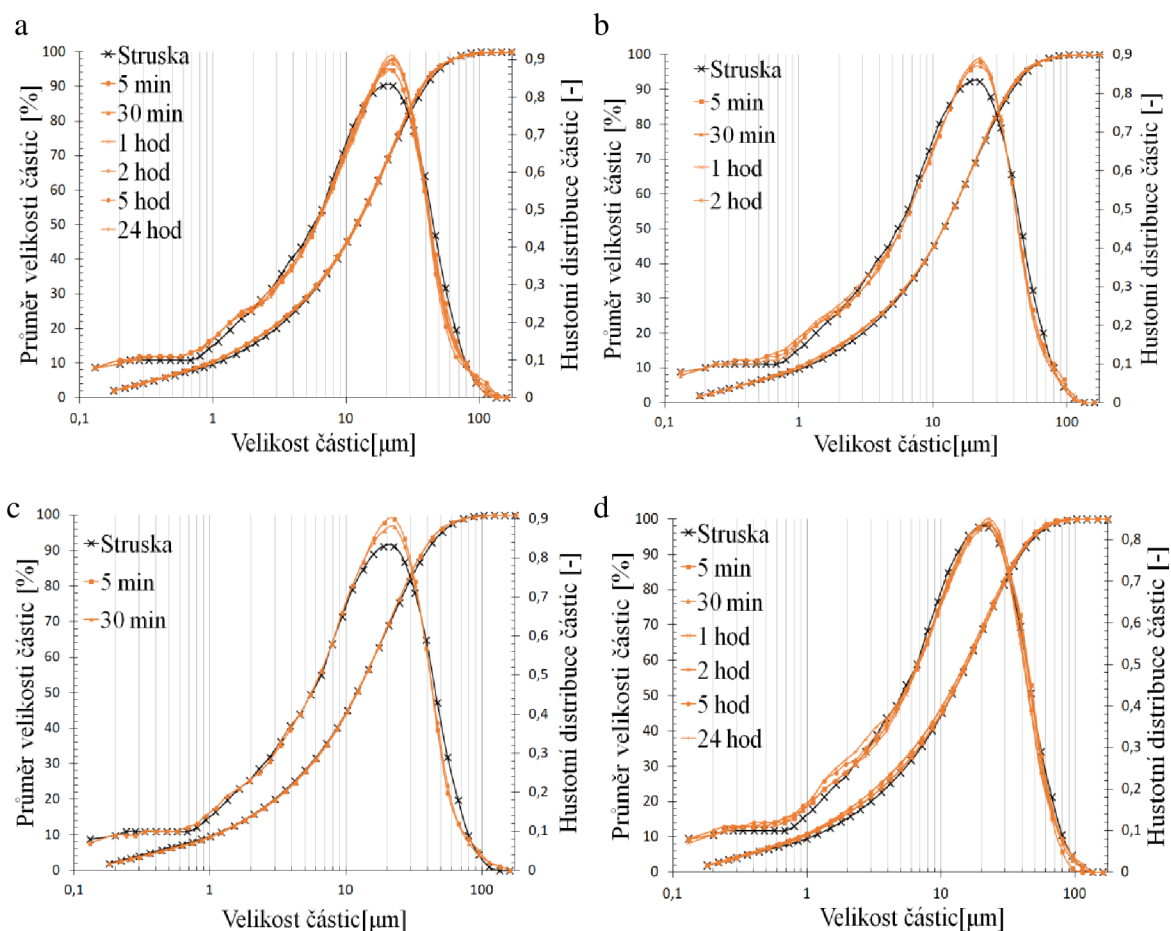 a
Průměr velikosti částic [%]
100
90
80
70
60
50
40
30
20
10
0
Struska
5 min
30 min
1 hod
2 hod
5 hod
24 hod
0,9
0,8
0,7
0,6
0,5
0,4
0,3
0,2
0,1
0
Hustotní distribuce částic [-]
0,1 1 10 100
Velikost částic[μm]
b
Průměr velikosti částic [%]
100
90
80
70
60
50
40
30
20
10
0
Struska
5 min
30 min
1 hod
2 hod
0,9
0,8
0,7
0,6
0,5
0,4
0,3
0,2
0,1
0
Hustotní distribuce částic [-]
0,1 1 10 100
Velikost částic[μm]
c
Průměr velikosti částic [%]
100
90
80
70
60
50
40
30
20
10
0
Struska
5 min
30 min
0,9
0,8
0,7
0,6
0,5
0,4
0,3
0,2
0,1
0
Hustotní distribuce částic [-]
0,1 1 10 100
Velikost částic[μm]
d
Průměr velikosti částic [%]
100
90
80
70
60
50
40
30
20
10
0
Struska
5 min
30 min
1 hod
2 hod
5 hod
24 hod
0,8
0,7
0,6
0,5
0,4
0,3
0,2
0,1
0
Hustotní distribuce částic [-]
0,1 1 10 100
Velikost částic[μm]